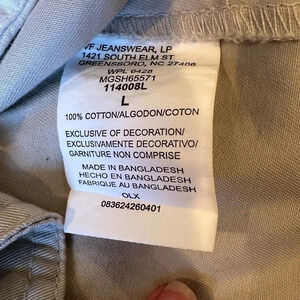 VF JEANSWEAR, LP
1421 SOUTH ELM ST
GREENSBORO, NC 27406
WPL 6428
MGSH65571
114008L
L
100% COTTON/ALGODON/COTON
EXCLUSIVE OF DECORATION/
EXCLUSIVAMENTE DECORATIVO/
GARNITURE NON COMPRISE
MADE IN BANGLADESH
HECHO EN BANGLADESH
FABRIQUE AU BANGLADESH
OLX
083624260401